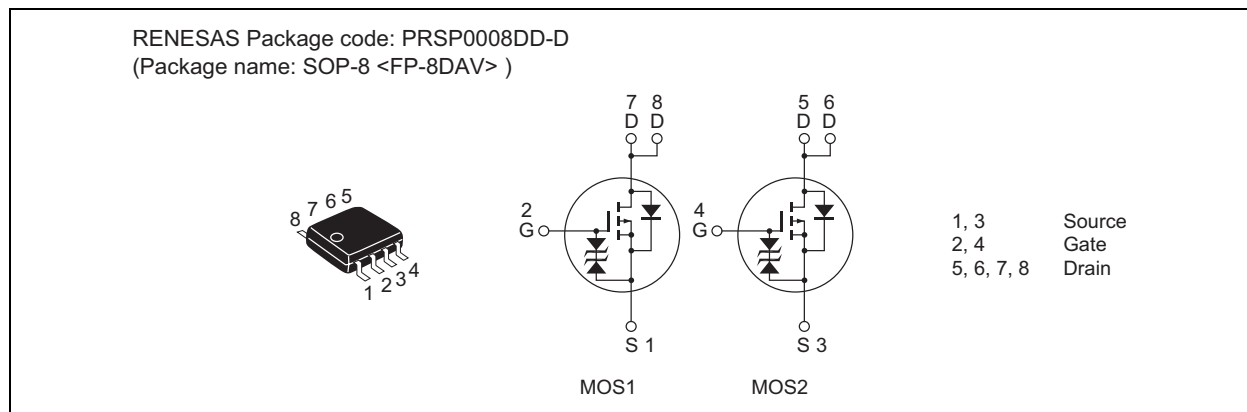 RENESAS Package code: PRSP0008DD-D
(Package name: SOP-8 <FP-8DAV> )
7 8
D D
5 6
D D
8 7 6 5
1 2 3 4
2
G
4
G
S 1
S 3
MOS1
MOS2
1, 3 Source
2, 4 Gate
5, 6, 7, 8 Drain